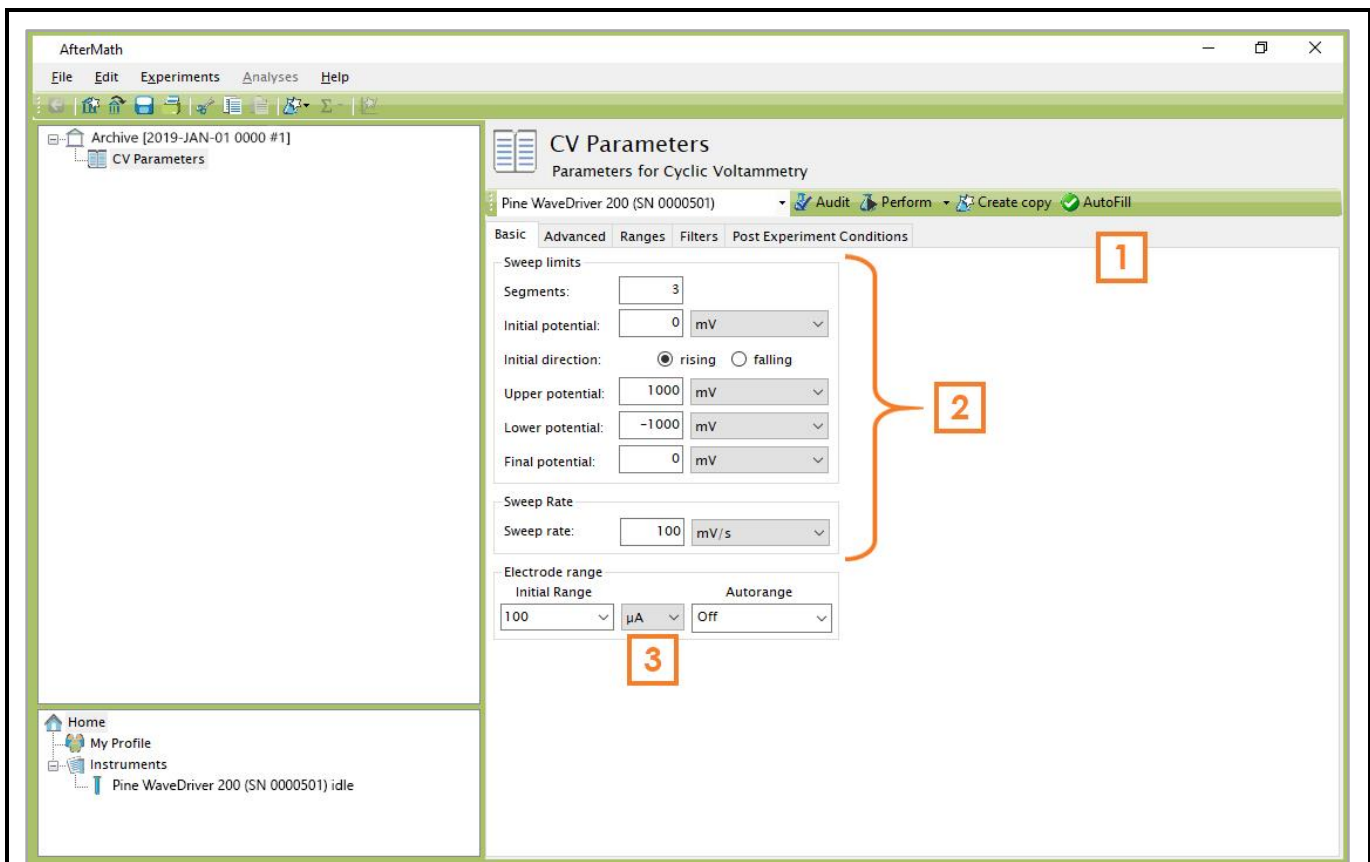 AfterMath
File Edit Experiments Analyses Help
Archive [2019-JAN-01 0000 #1]
CV Parameters
CV Parameters
Parameters for Cyclic Voltammetry
Pine WaveDriver 200 (SN 0000501) Audit Perform Create copy AutoFill
Basic Advanced Ranges Filters Post Experiment Conditions
1
Sweep limits
Segments: 3
Initial potential: 0 mV
Initial direction: rising falling
Upper potential: 1000 mV
Lower potential: -1000 mV
Final potential: 0 mV
2
Sweep Rate
Sweep rate: 100 mV/s
Electrode range
Initial Range Autorange
100 µA Off
3
Home
My Profile
Instruments
Pine WaveDriver 200 (SN 0000501) idle